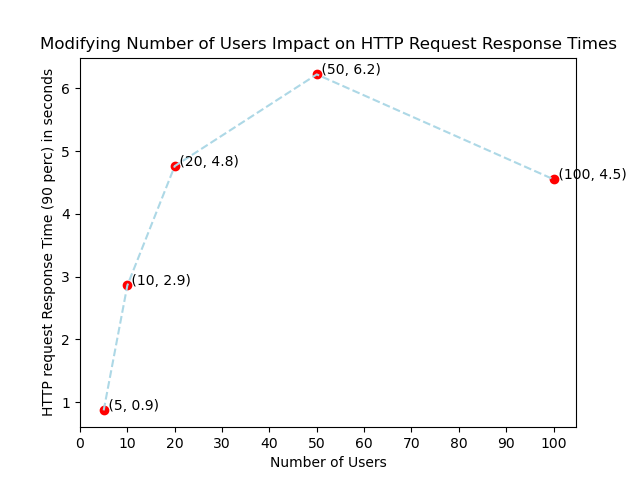 Modifying Number of Users Impact on HTTP Request Response Times
HTTP request Response Time (90 perc) in seconds
6
5
4
3
2
1
(50, 6.2)
(20, 4.8)
(100, 4.5)
(10, 2.9)
(5, 0.9)
0 10 20 30 40 50 60 70 80 90 100
Number of Users